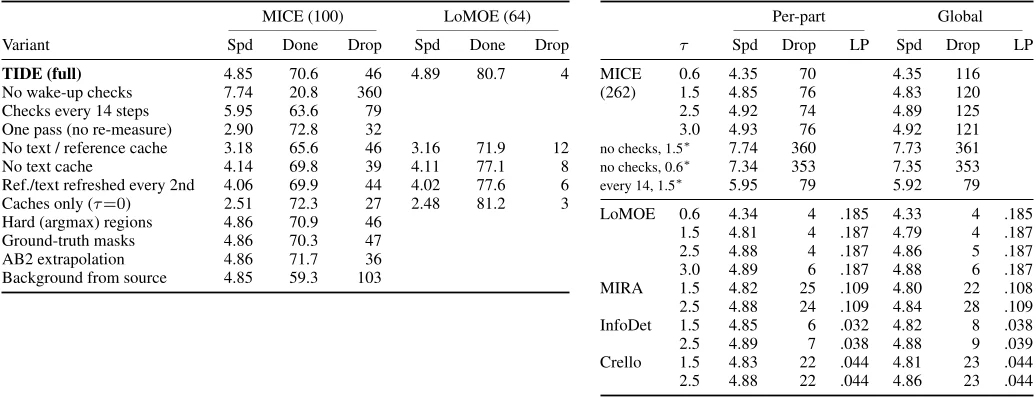 MICE (100) LoMOE (64)
Variant Spd Done Drop Spd Done Drop
TIDE (full) 4.85 70.6 46 4.89 80.7 4
No wake-up checks 7.74 20.8 360
Checks every 14 steps 5.95 63.6 79
One pass (no re-measure) 2.90 72.8 32
No text / reference cache 3.18 65.6 46 3.16 71.9 12
No text cache 4.14 69.8 39 4.11 77.1 8
Ref./text refreshed every 2nd 4.06 69.9 44 4.02 77.6 6
Caches only (τ=0) 2.51 72.3 27 2.48 81.2 3
Hard (argmax) regions 4.86 70.9 46
Ground-truth masks 4.86 70.3 47
AB2 extrapolation 4.86 71.7 36
Background from source 4.85 59.3 103
Per-part Global
τ Spd Drop LP Spd Drop LP
MICE 0.6 4.35 70 4.35 116
(262) 1.5 4.85 76 4.83 120
2.5 4.92 74 4.89 125
3.0 4.93 76 4.92 121
no checks, 1.5* 7.74 360 7.73 361
no checks, 0.6* 7.34 353 7.35 353
every 14, 1.5* 5.95 79 5.92 79
LoMOE 0.6 4.34 4 .185 4.33 4 .185
1.5 4.81 4 .187 4.79 4 .187
2.5 4.88 4 .187 4.86 5 .187
3.0 4.89 6 .187 4.88 6 .187
MIRA 1.5 4.82 25 .109 4.80 22 .108
2.5 4.88 24 .109 4.84 28 .109
InfoDet 1.5 4.85 6 .032 4.82 8 .038
2.5 4.89 7 .038 4.88 9 .039
Crello 1.5 4.83 22 .044 4.81 23 .044
2.5 4.88 22 .044 4.86 23 .044